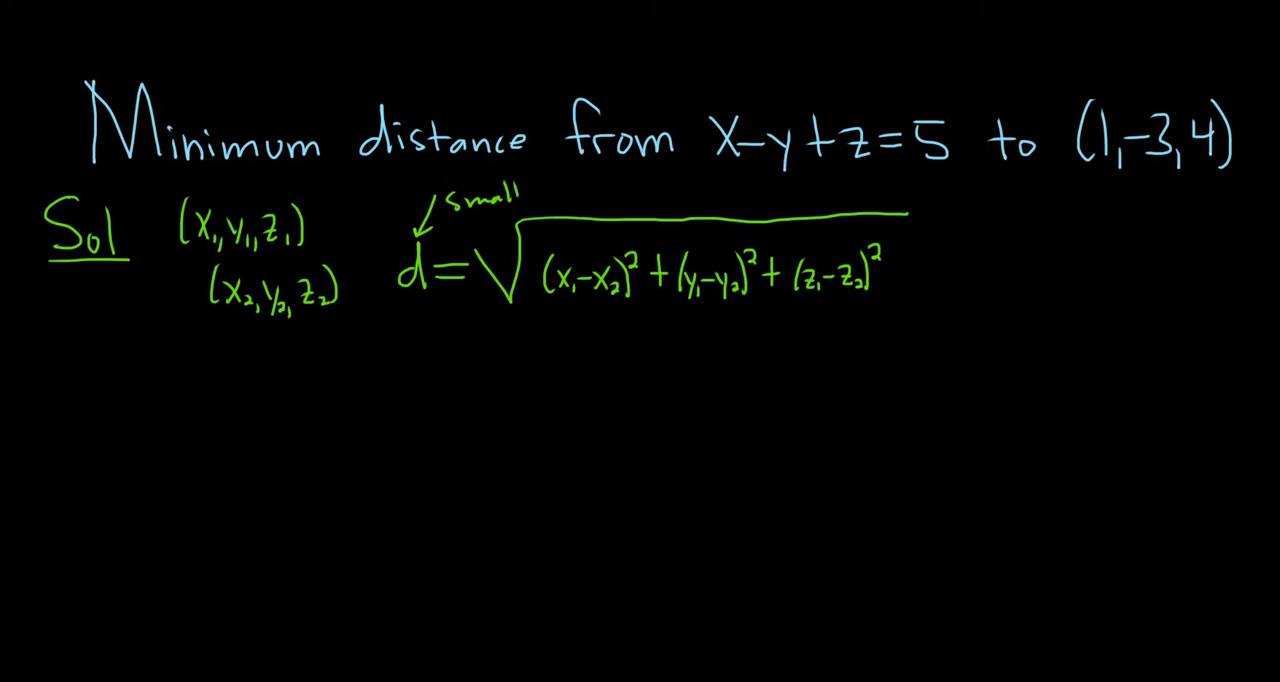 Minimum distance from x-y+z=5 to (1,-3,4)
small
Sol (x₁,y₁,z₁)
(x₂,y₂,z₂) d=√((x₁-x₂)²+(y₁-y₂)²+(z₁-z₂)²)